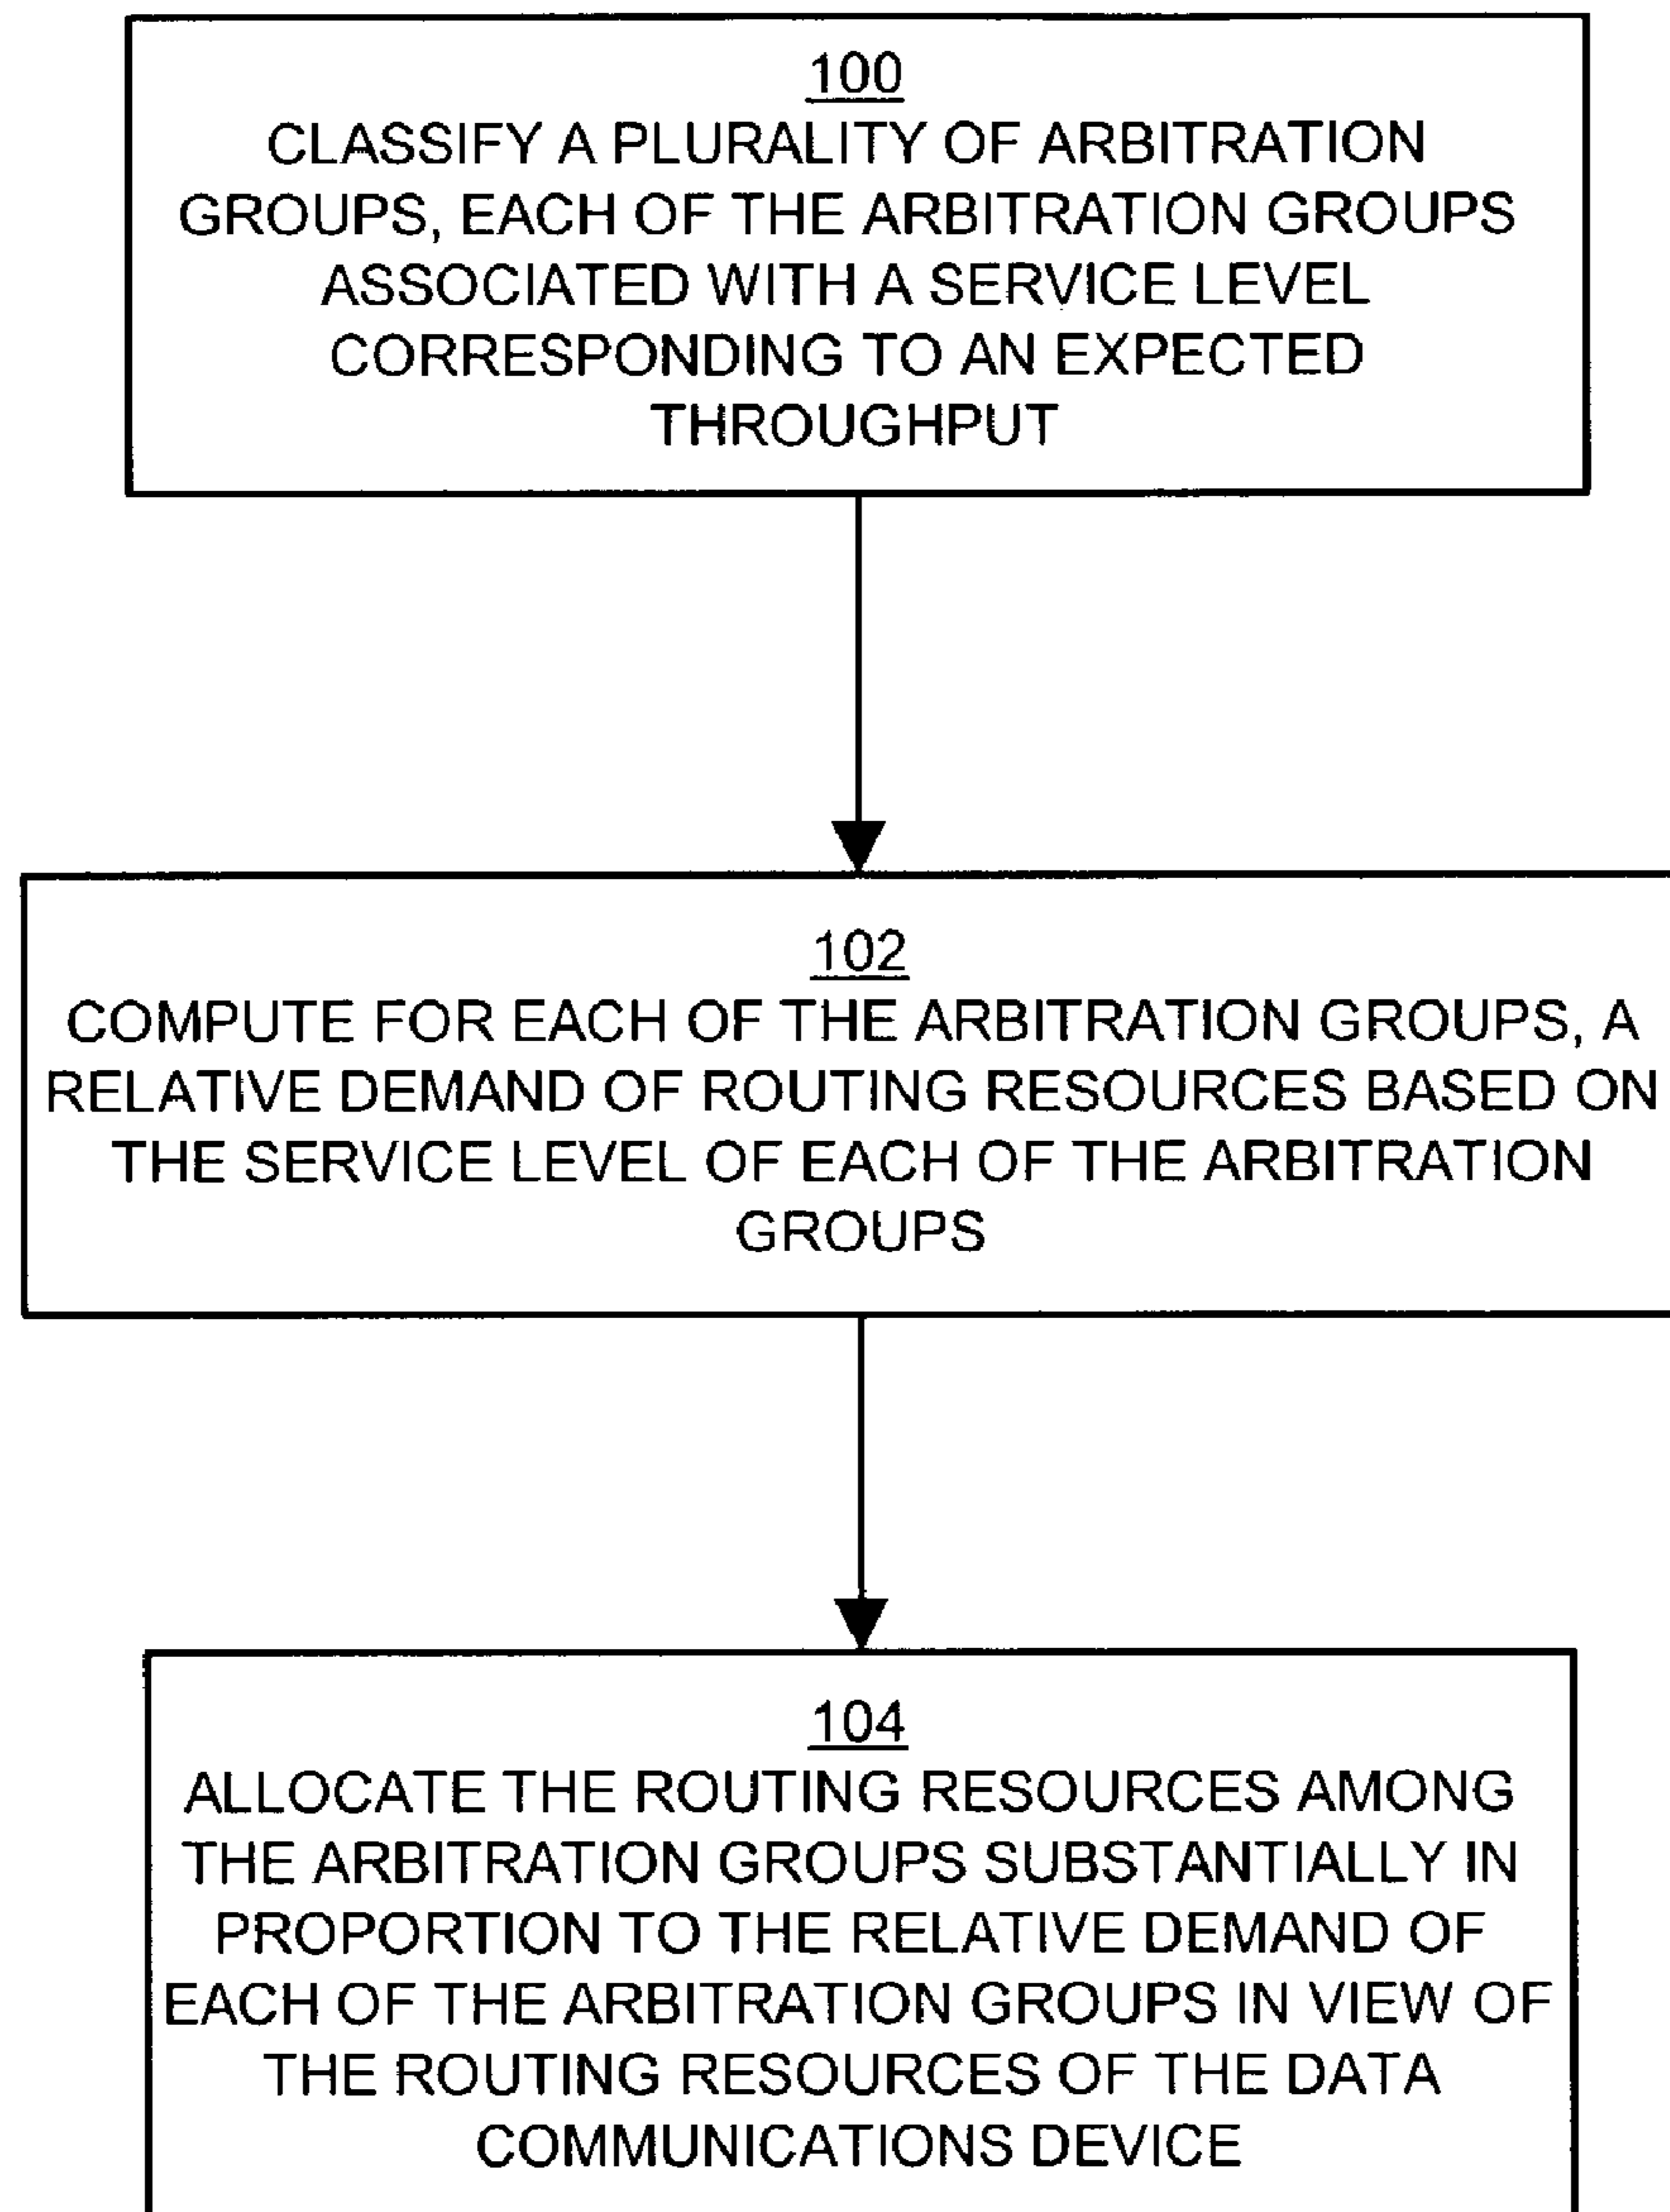 100
CLASSIFY A PLURALITY OF ARBITRATION
GROUPS, EACH OF THE ARBITRATION GROUPS
ASSOCIATED WITH A SERVICE LEVEL
CORRESPONDING TO AN EXPECTED
THROUGHPUT
102
COMPUTE FOR EACH OF THE ARBITRATION GROUPS, A
RELATIVE DEMAND OF ROUTING RESOURCES BASED ON
THE SERVICE LEVEL OF EACH OF THE ARBITRATION
GROUPS
104
ALLOCATE THE ROUTING RESOURCES AMONG
THE ARBITRATION GROUPS SUBSTANTIALLY IN
PROPORTION TO THE RELATIVE DEMAND OF
EACH OF THE ARBITRATION GROUPS IN VIEW OF
THE ROUTING RESOURCES OF THE DATA
COMMUNICATIONS DEVICE